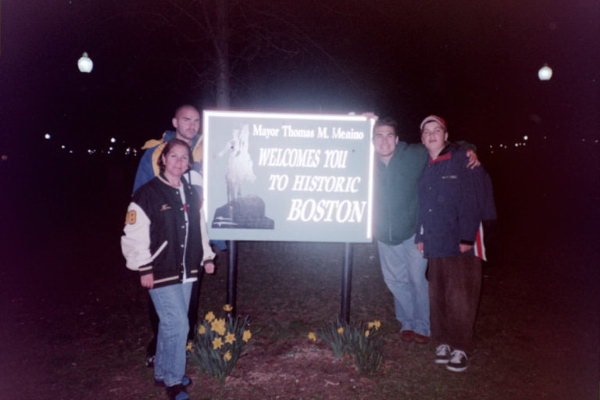 Mayor Thomas M. Menino
WELCOMES YOU
TO HISTORIC
BOSTON